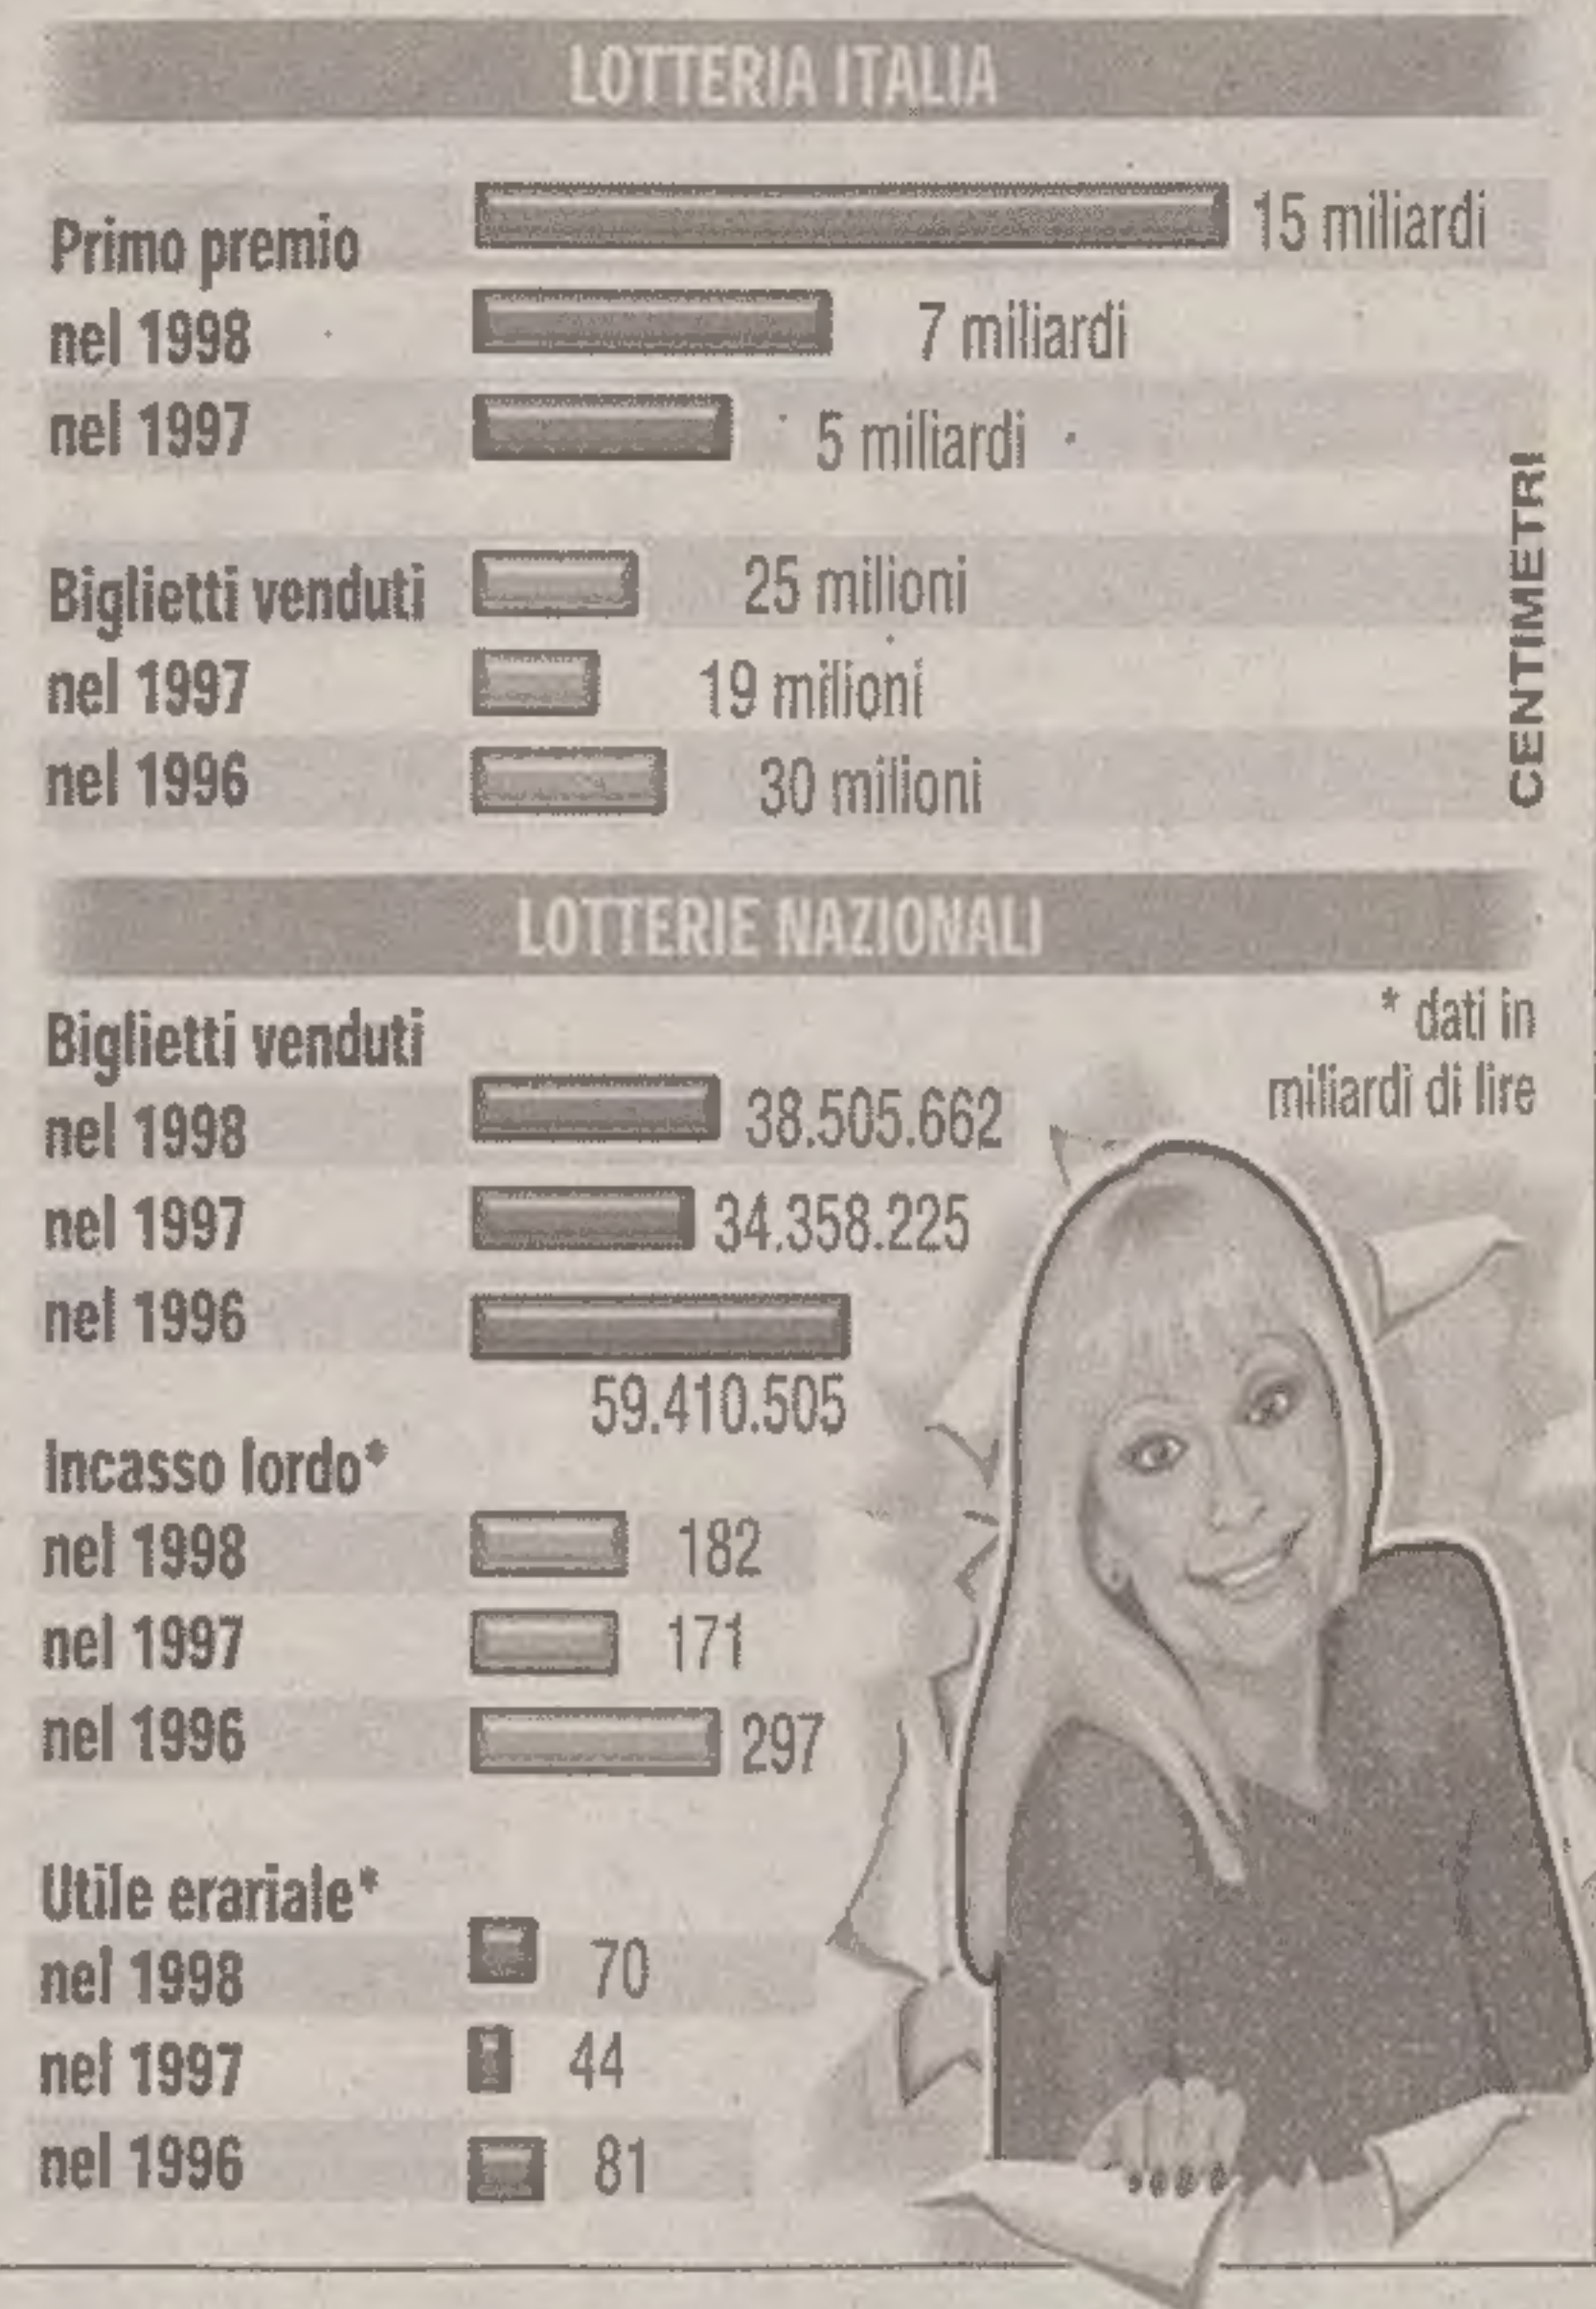 LOTTERIA ITALIA
Primo premio 15 miliardi
nel 1998 7 miliardi
nel 1997 5 miliardi
Biglietti venduti 25 milioni
nel 1997 19 milioni
nel 1996 30 milioni
CENTIMETRI
LOTTERIE NAZIONALI
* dati in
miliardi di lire
Biglietti venduti
nel 1998 38.505.662
nel 1997 34.358.225
nel 1996
59.410.505
Incasso lordo*
nel 1998 182
nel 1997 171
nel 1996 297
Utile erariale*
nel 1998 70
nel 1997 44
nel 1996 81